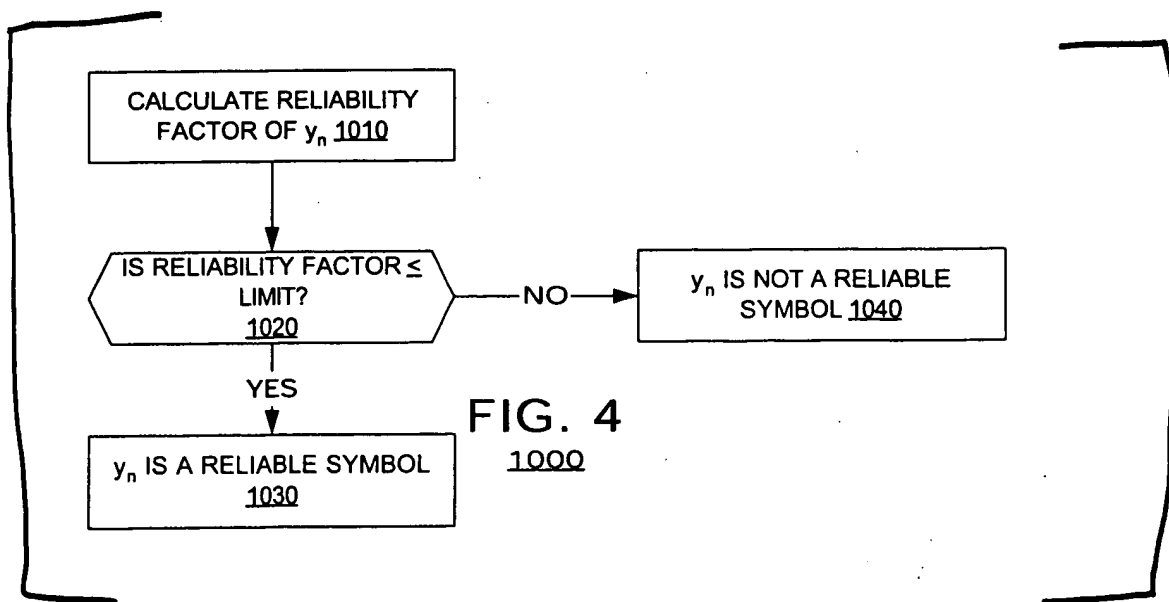 CALCULATE RELIABILITY
FACTOR OF yn 1010
IS RELIABILITY FACTOR ≤
LIMIT?
1020
NO
yn IS NOT A RELIABLE
SYMBOL 1040
YES
FIG. 4
1000
yn IS A RELIABLE SYMBOL
1030